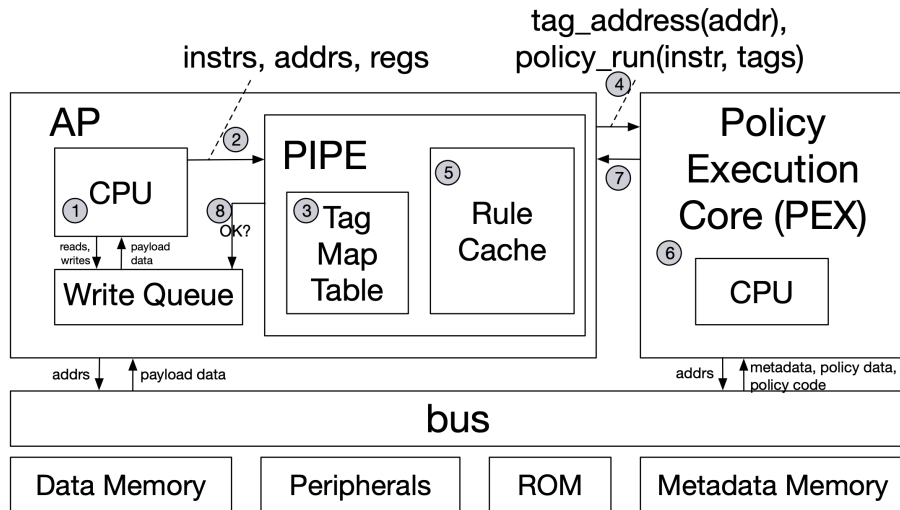 tag_address(addr),
policy_run(instr, tags)
instrs, addrs, regs
4
AP
2
PIPE
CPU
1
8
OK?
3
Tag
Map
Table
5
Rule
Cache
reads,
writes
payload
data
Write Queue
7
Policy
Execution
Core (PEX)
6
CPU
addrs
payload data
addrs
metadata, policy data,
policy code
bus
Data Memory
Peripherals
ROM
Metadata Memory